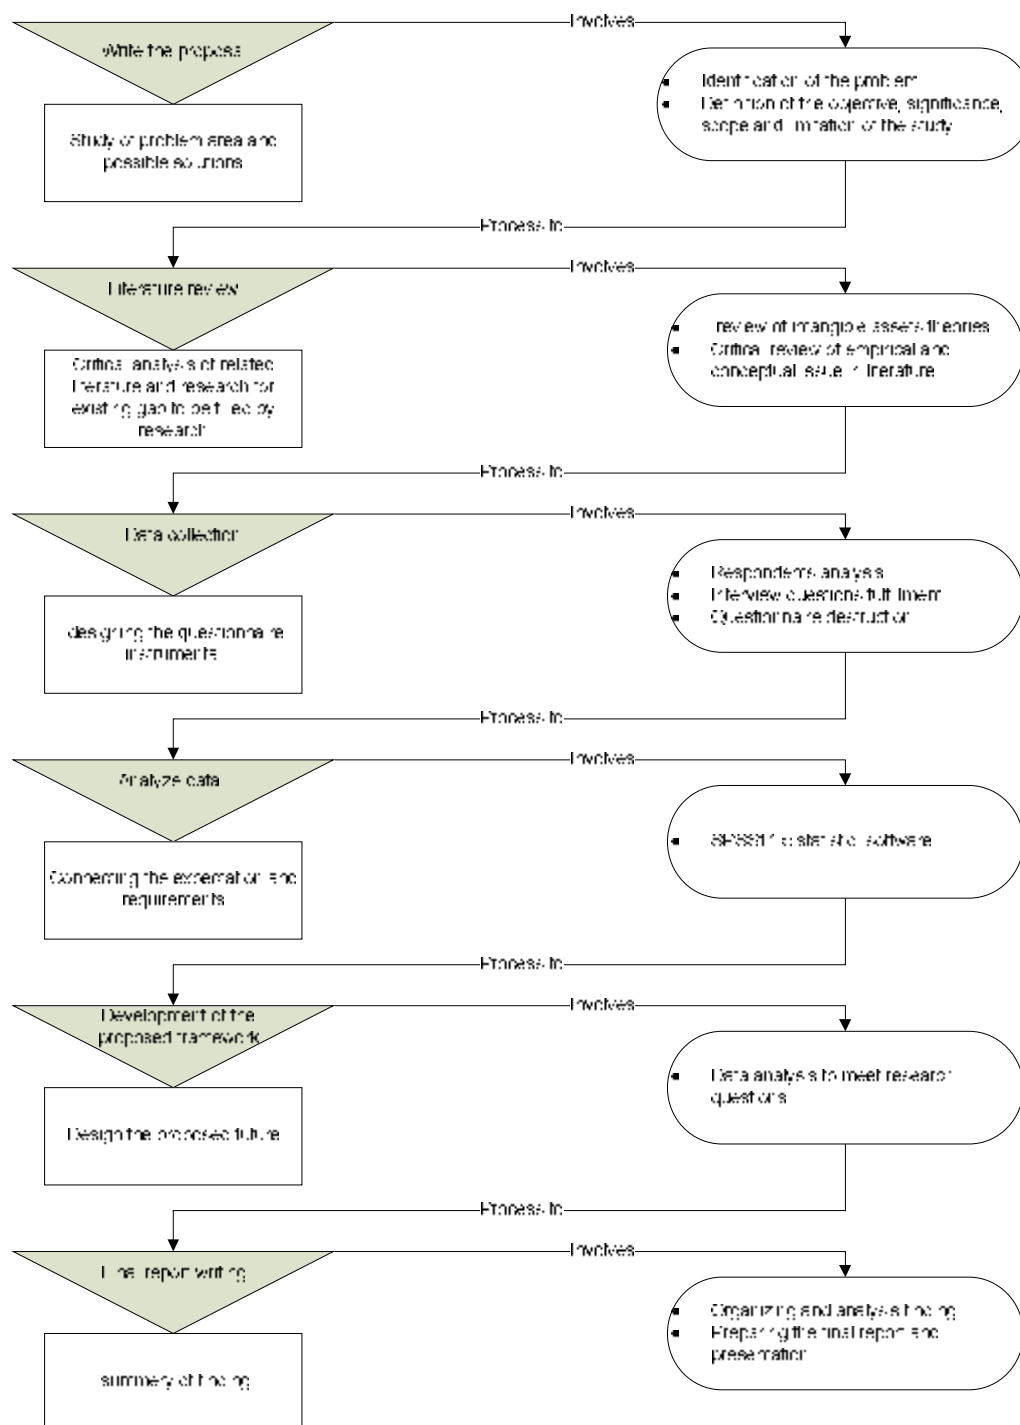 Involves
Write the proposal
Identification of the problem
Definition of the objective, significance,
scope and limitation of the study
Study of problem area and
possible solutions
Process to
Involves
Literature review
review of intangible assets theories
Critical review of empirical and
conceptual issue in literature
Critical analysis of related
literature and research for
existing gap to be filled by
research
Process to
Involves
Data collection
Respondents analysis
Interview questions fulfillment
Questionnaire destruction
designing the questionnaire
instruments
Process to
Involves
Analyze data
statistic software
Connecting the expectation and
requirements
Process to
Involves
Development of the
proposed framework
Data analysis to meet research
questions
Design the proposed future
Process to
Involves
Final report writing
Organizing and analysis finding
Preparing the final report and
presentation
summery of finding